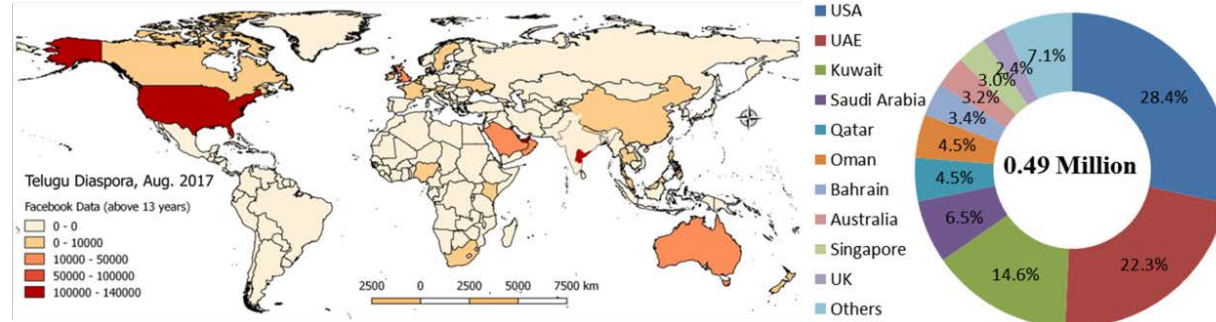 Telugu Diaspora, Aug. 2017
Facebook Data (above 13 years)
0 - 0
0 - 10000
10000 - 50000
50000 - 100000
100000 - 140000
2500 0 2500 5000 7500 km
USA
UAE
Kuwait
Saudi Arabia
Qatar
Oman
Bahrain
Australia
Singapore
UK
Others
28.4%
22.3%
14.6%
6.5%
4.5%
4.5%
3.4%
3.2%
3.0%
2.4%
7.1%
0.49 Million